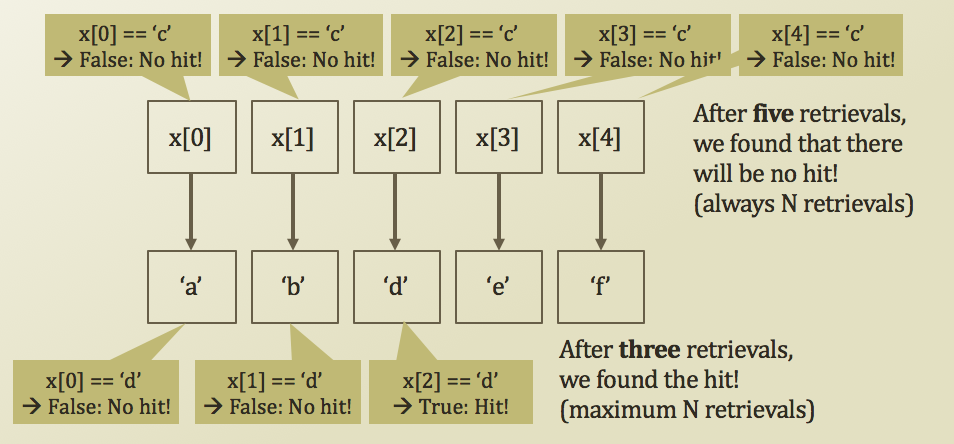 x[0] == ‘c’
→ False: No hit!
x[1] == ‘c’
→ False: No hit!
x[2] == ‘c’
→ False: No hit!
x[3] == ‘c’
→ False: No hit!
x[4] == ‘c’
→ False: No hit!
x[0]
x[1]
x[2]
x[3]
x[4]
After five retrievals,
we found that there
will be no hit!
(always N retrievals)
‘a’
‘b’
‘d’
‘e’
‘f’
x[0] == ‘d’
→ False: No hit!
x[1] == ‘d’
→ False: No hit!
x[2] == ‘d’
→ True: Hit!
After three retrievals,
we found the hit!
(maximum N retrievals)